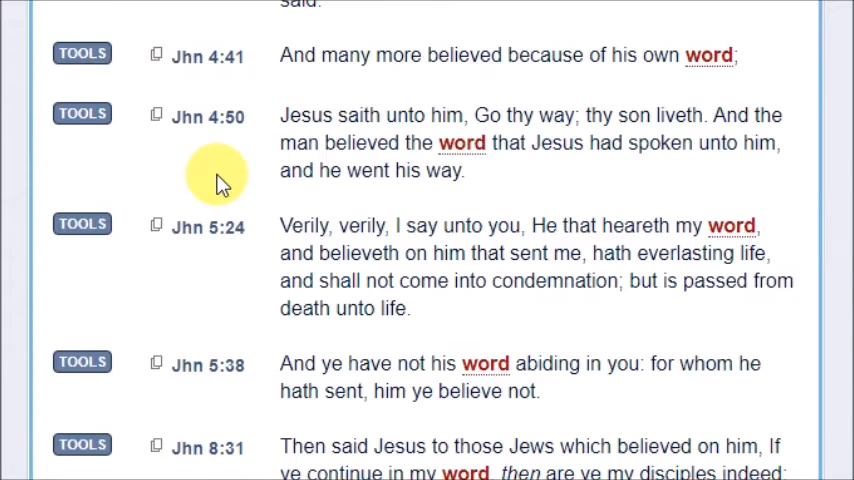 said.
TOOLS Jhn 4:41 And many more believed because of his own word;
TOOLS Jhn 4:50 Jesus saith unto him, Go thy way; thy son liveth. And the
man believed the word that Jesus had spoken unto him,
and he went his way.
TOOLS Jhn 5:24 Verily, verily, I say unto you, He that heareth my word,
and believeth on him that sent me, hath everlasting life,
and shall not come into condemnation; but is passed from
death unto life.
TOOLS Jhn 5:38 And ye have not his word abiding in you: for whom he
hath sent, him ye believe not.
TOOLS Jhn 8:31 Then said Jesus to those Jews which believed on him, If
ye continue in my word, then are ye my disciples indeed;